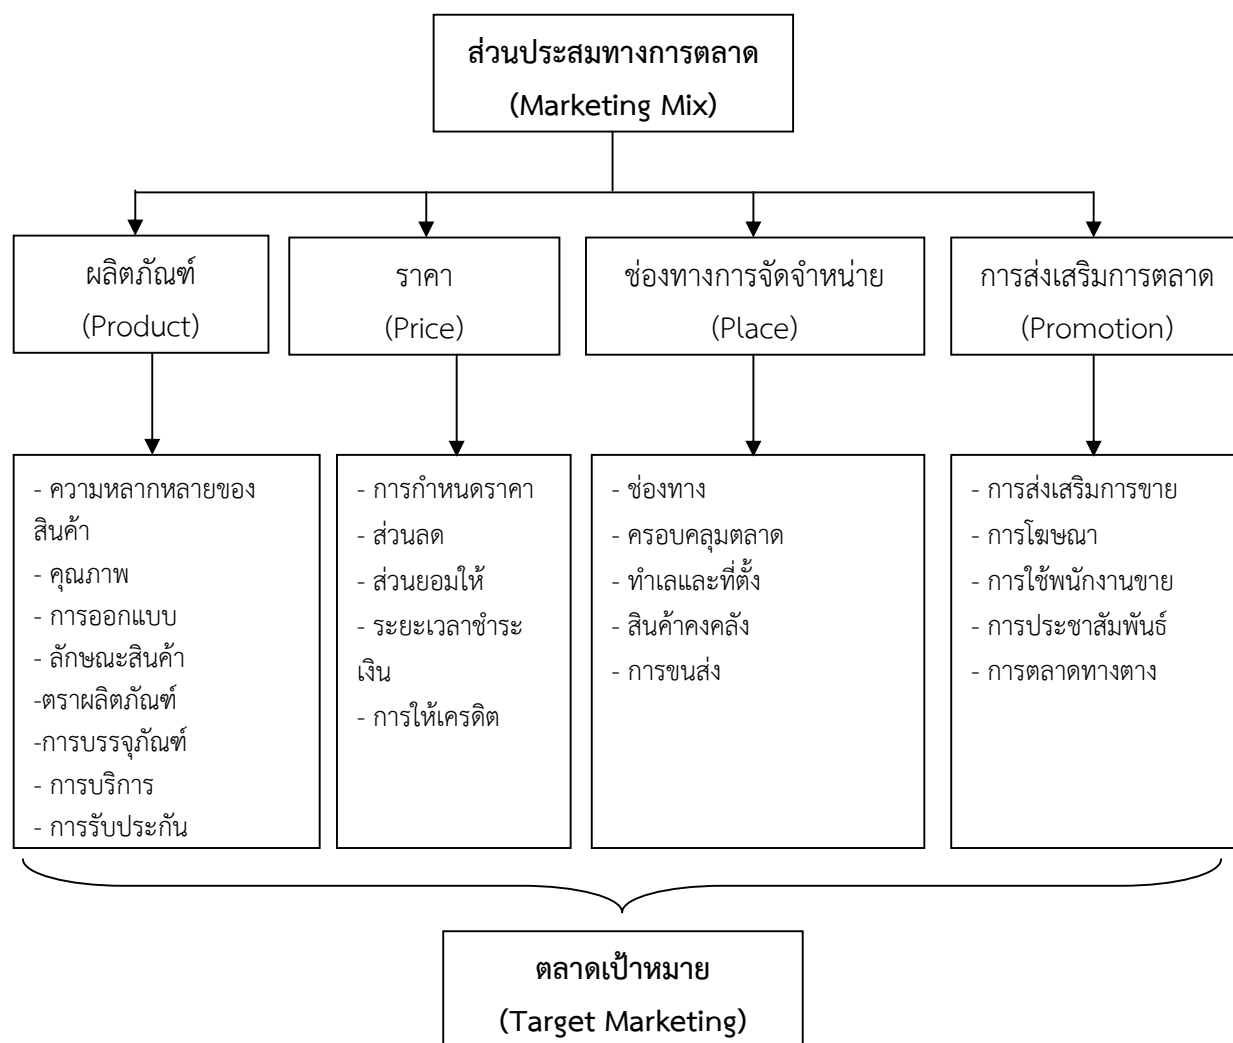 ส่วนประสมทางการตลาด
(Marketing Mix)
ผลิตภัณฑ์
(Product)
ราคา
(Price)
ช่องทางการจัดจำหน่าย
(Place)
การส่งเสริมการตลาด
(Promotion)
- ความหลากหลายของ
สินค้า
- คุณภาพ
- การออกแบบ
- ลักษณะสินค้า
-ตราผลิตภัณฑ์
-การบรรจุภัณฑ์
- การบริการ
- การรับประกัน
- การกำหนดราคา
- ส่วนลด
- ส่วนยอมให้
- ระยะเวลาชำระ
เงิน
- การให้เครดิต
- ช่องทาง
- ครอบคลุมตลาด
- ทำเลและที่ตั้ง
- สินค้าคงคลัง
- การขนส่ง
- การส่งเสริมการขาย
- การโฆษณา
- การใช้พนักงานขาย
- การประชาสัมพันธ์
- การตลาดทางตาง
ตลาดเป้าหมาย
(Target Marketing)